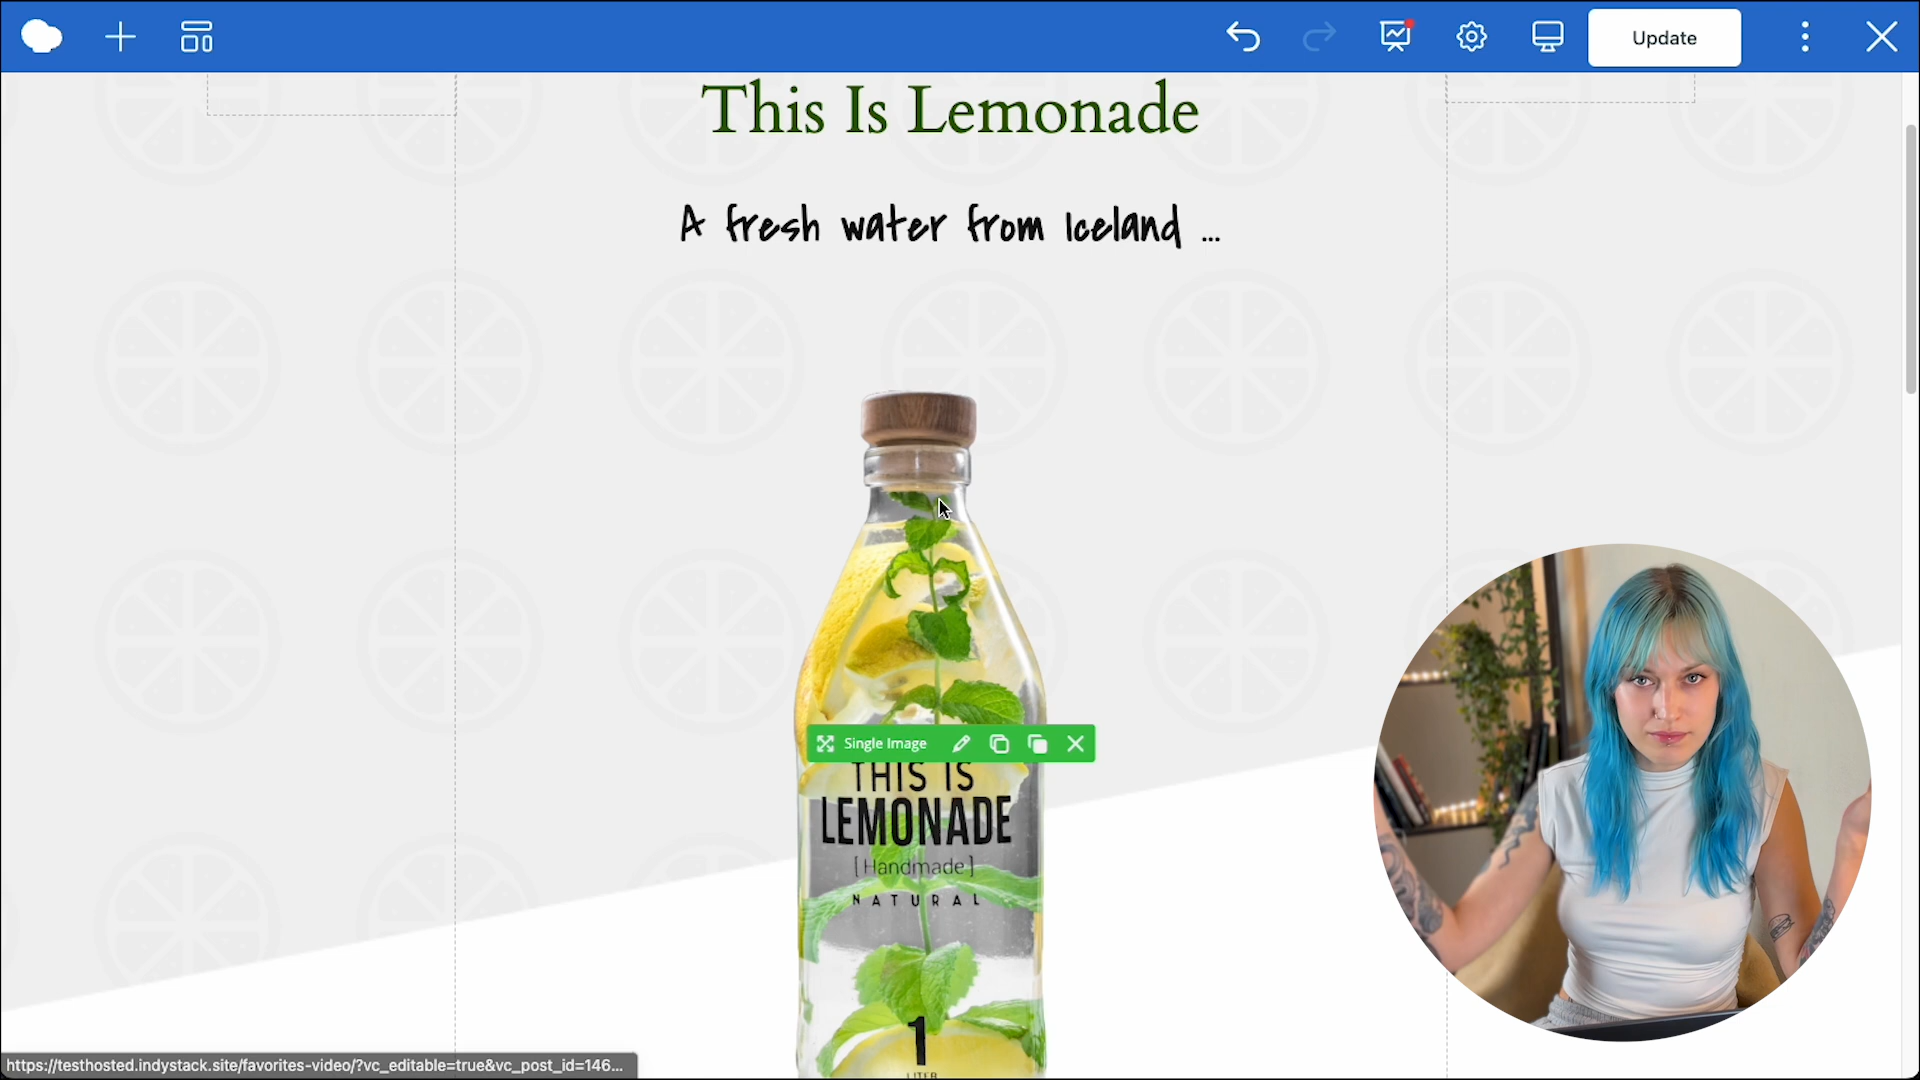 Update
This Is Lemonade
A fresh water from Iceland ...
Single Image
THIS IS
LEMONADE
[Handmade]
NATURAL
1
LITER
https://testhosted.indystack.site/favorites-video/?vc_editable=true&vc_post_id=146...